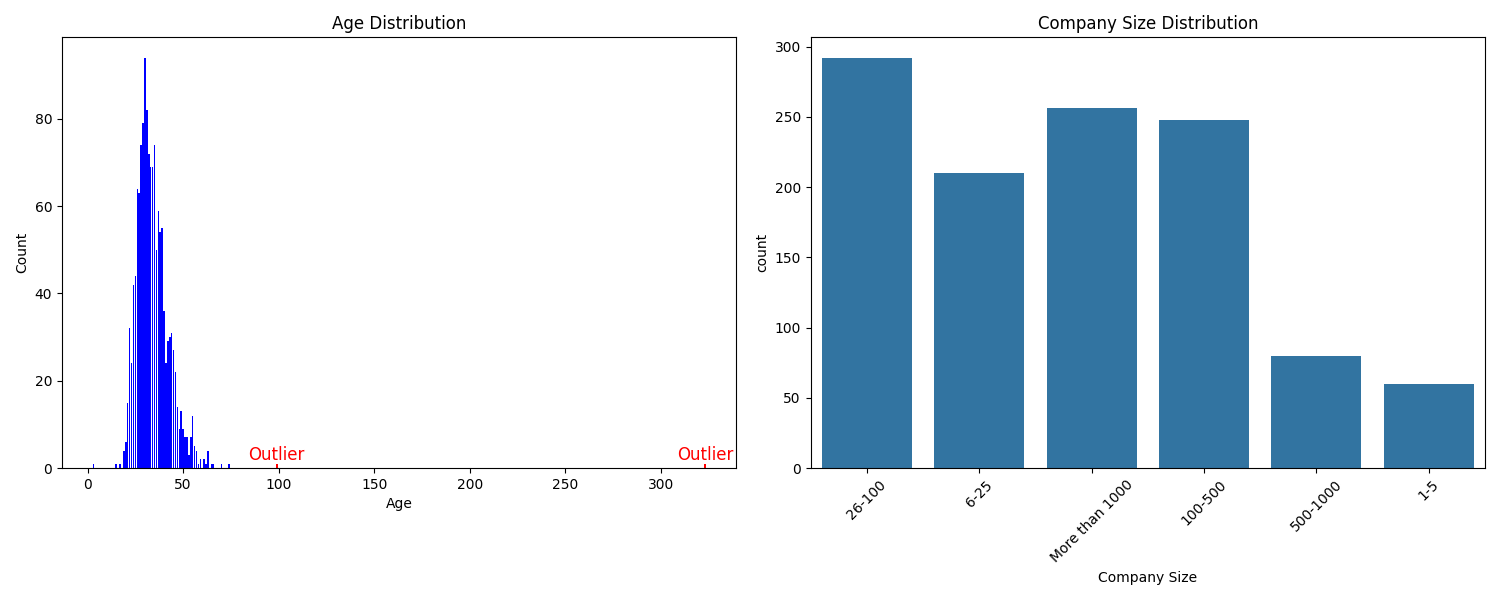 Age Distribution
Count
80
60
40
20
0
Outlier
Outlier
0
50
100
150
200
250
300
Age
Company Size Distribution
count
300
250
200
150
100
50
0
26-100
6-25
More than 1000
100-500
500-1000
1-5
Company Size